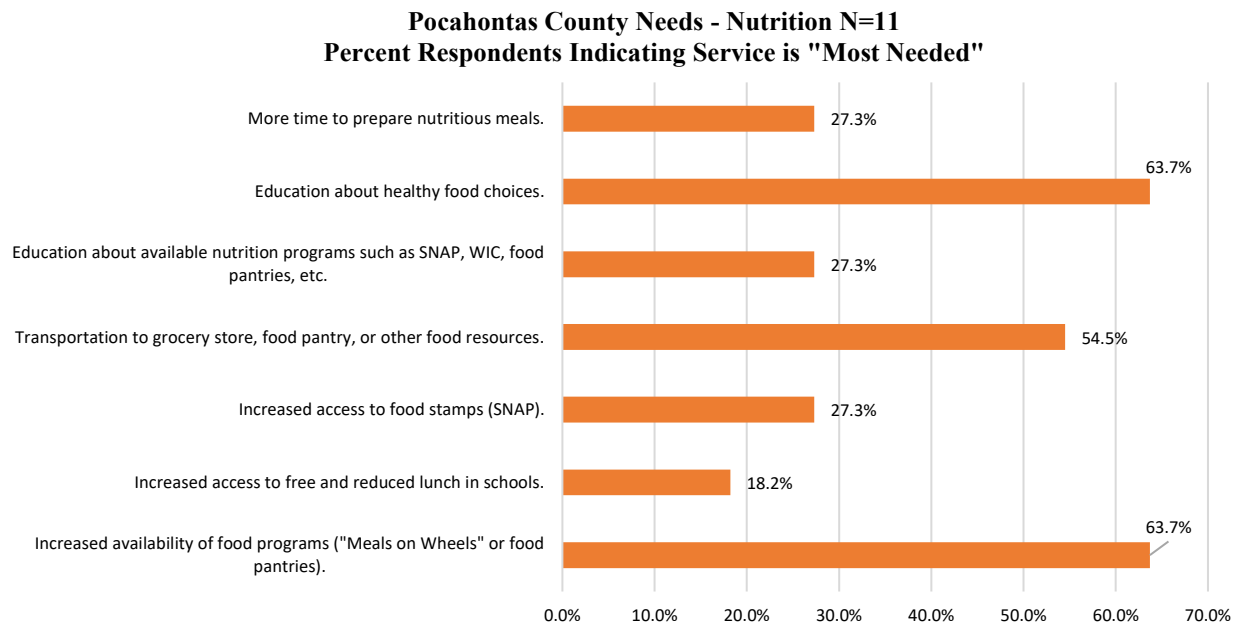 Pocahontas County Needs - Nutrition N=11
Percent Respondents Indicating Service is "Most Needed"
More time to prepare nutritious meals.
27.3%
Education about healthy food choices.
63.7%
Education about available nutrition programs such as SNAP, WIC, food
pantries, etc.
27.3%
Transportation to grocery store, food pantry, or other food resources.
54.5%
Increased access to food stamps (SNAP).
27.3%
Increased access to free and reduced lunch in schools.
18.2%
Increased availability of food programs ("Meals on Wheels" or food
pantries).
63.7%
0.0% 10.0% 20.0% 30.0% 40.0% 50.0% 60.0% 70.0%